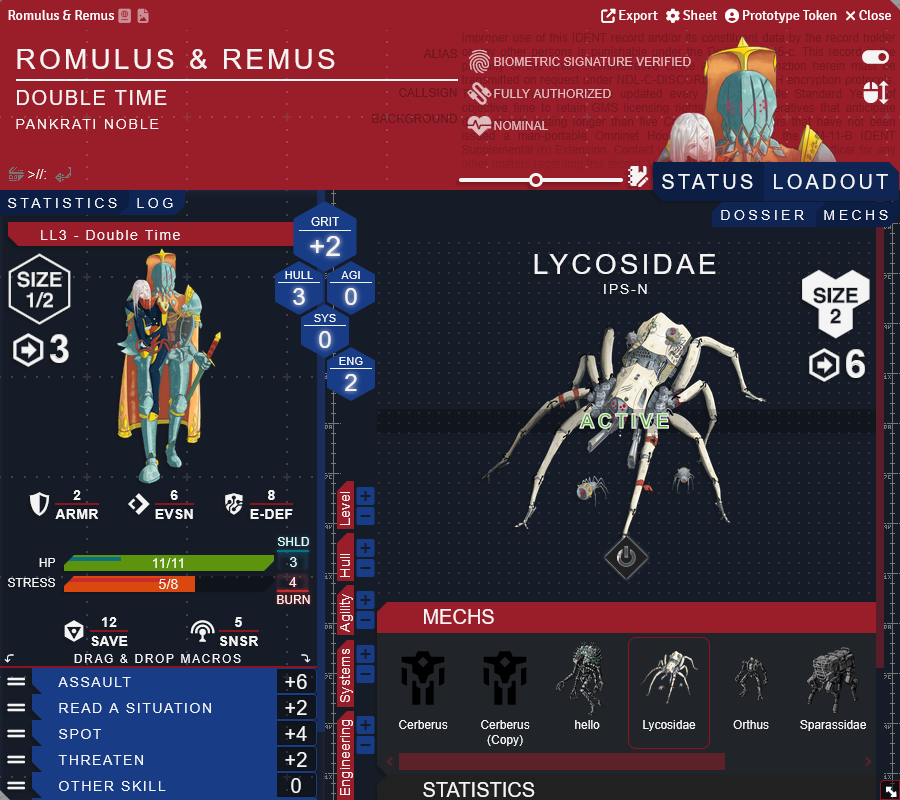 Romulus & Remus
Export
Sheet
Prototype Token
Close
ROMULUS & REMUS
ALIAS
DOUBLE TIME
CALLSIGN
PANKRATI NOBLE
BACKGROUND
BIOMETRIC SIGNATURE VERIFIED
FULLY AUTHORIZED
NOMINAL
>//:
STATUS
LOADOUT
STATISTICS
LOG
DOSSIER
MECHS
LL3 - Double Time
GRIT
+2
HULL
3
AGI
0
SYS
0
ENG
2
SIZE
1/2
3
LYCOSIDAE
IPS-N
SIZE
2
6
ACTIVE
2
ARMR
6
EVSN
8
E-DEF
HP
11/11
SHLD
3
STRESS
5/8
4
BURN
12
SAVE
5
SNSR
DRAG & DROP MACROS
ASSAULT
+6
READ A SITUATION
+2
SPOT
+4
THREATEN
+2
OTHER SKILL
0
Level
+
−
Hull
+
−
Agility
+
−
Systems
+
−
Engineering
+
−
MECHS
Cerberus
Cerberus
(Copy)
hello
Lycosidae
Orthus
Sparassidae
STATISTICS